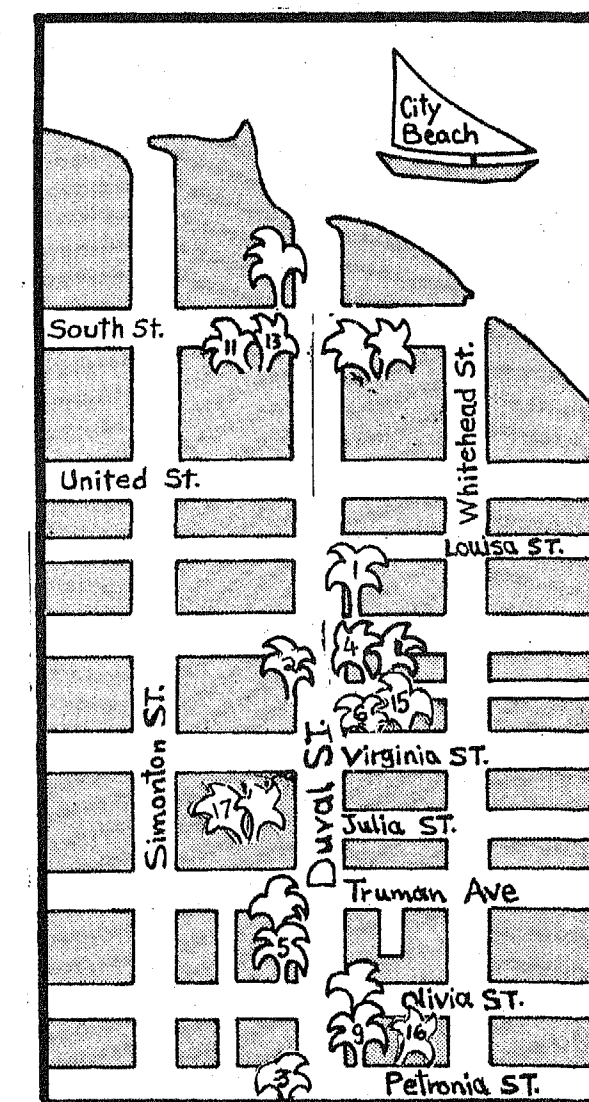 City
Beach
South St.
11
13
United St.
Whitehead St.
Louisa ST.
1
4
2
15
6
Simonton ST.
Duval ST.
Virginia ST.
17
Julia ST.
Truman Ave
5
Olivia ST.
9
16
3
Petronia ST.